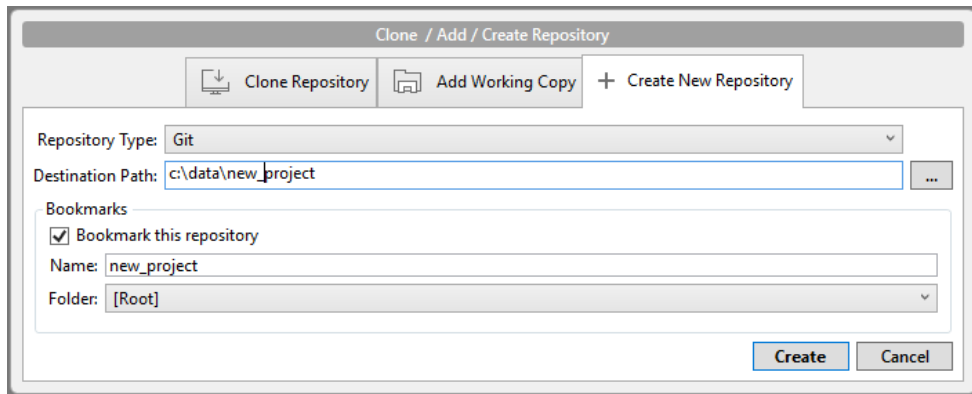 Clone / Add / Create Repository
Clone Repository
Add Working Copy
Create New Repository
Repository Type: Git
Destination Path: c:\data\new_project
...
Bookmarks
Bookmark this repository
Name: new_project
Folder: [Root]
Create
Cancel